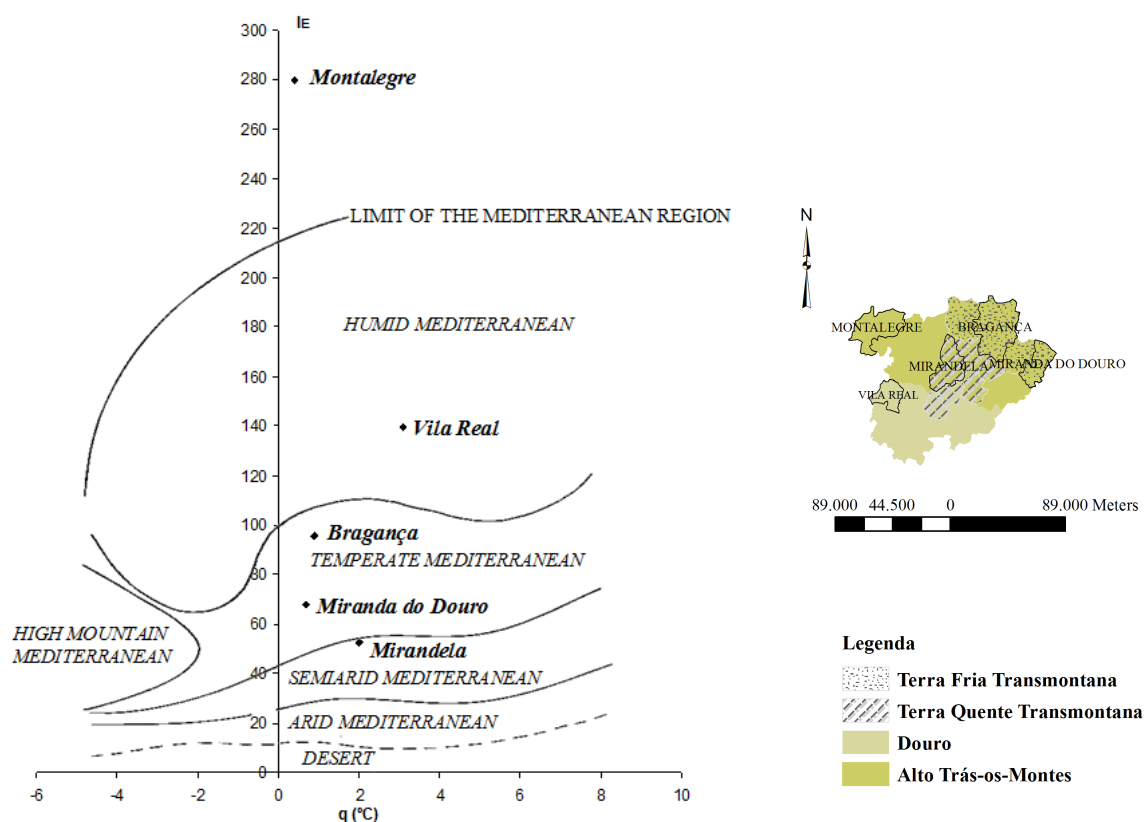 IE
300
280
260
240
220
200
180
160
140
120
100
80
60
40
20
0
Montalegre
LIMIT OF THE MEDITERRANEAN REGION
HUMID MEDITERRANEAN
Vila Real
Bragança
TEMPERATE MEDITERRANEAN
Miranda do Douro
HIGH MOUNTAIN
MEDITERRANEAN
Mirandela
SEMIARID MEDITERRANEAN
ARID MEDITERRANEAN
DESERT
-6 -4 -2 0 2 4 6 8 10
q (ºC)
N
MONTALEGRE
BRAGANÇA
MIRANDELA
MIRANDA DO DOURO
VILA REAL
89.000 44.500 0 89.000 Meters
Legenda
Terra Fria Transmontana
Terra Quente Transmontana
Douro
Alto Trás-os-Montes